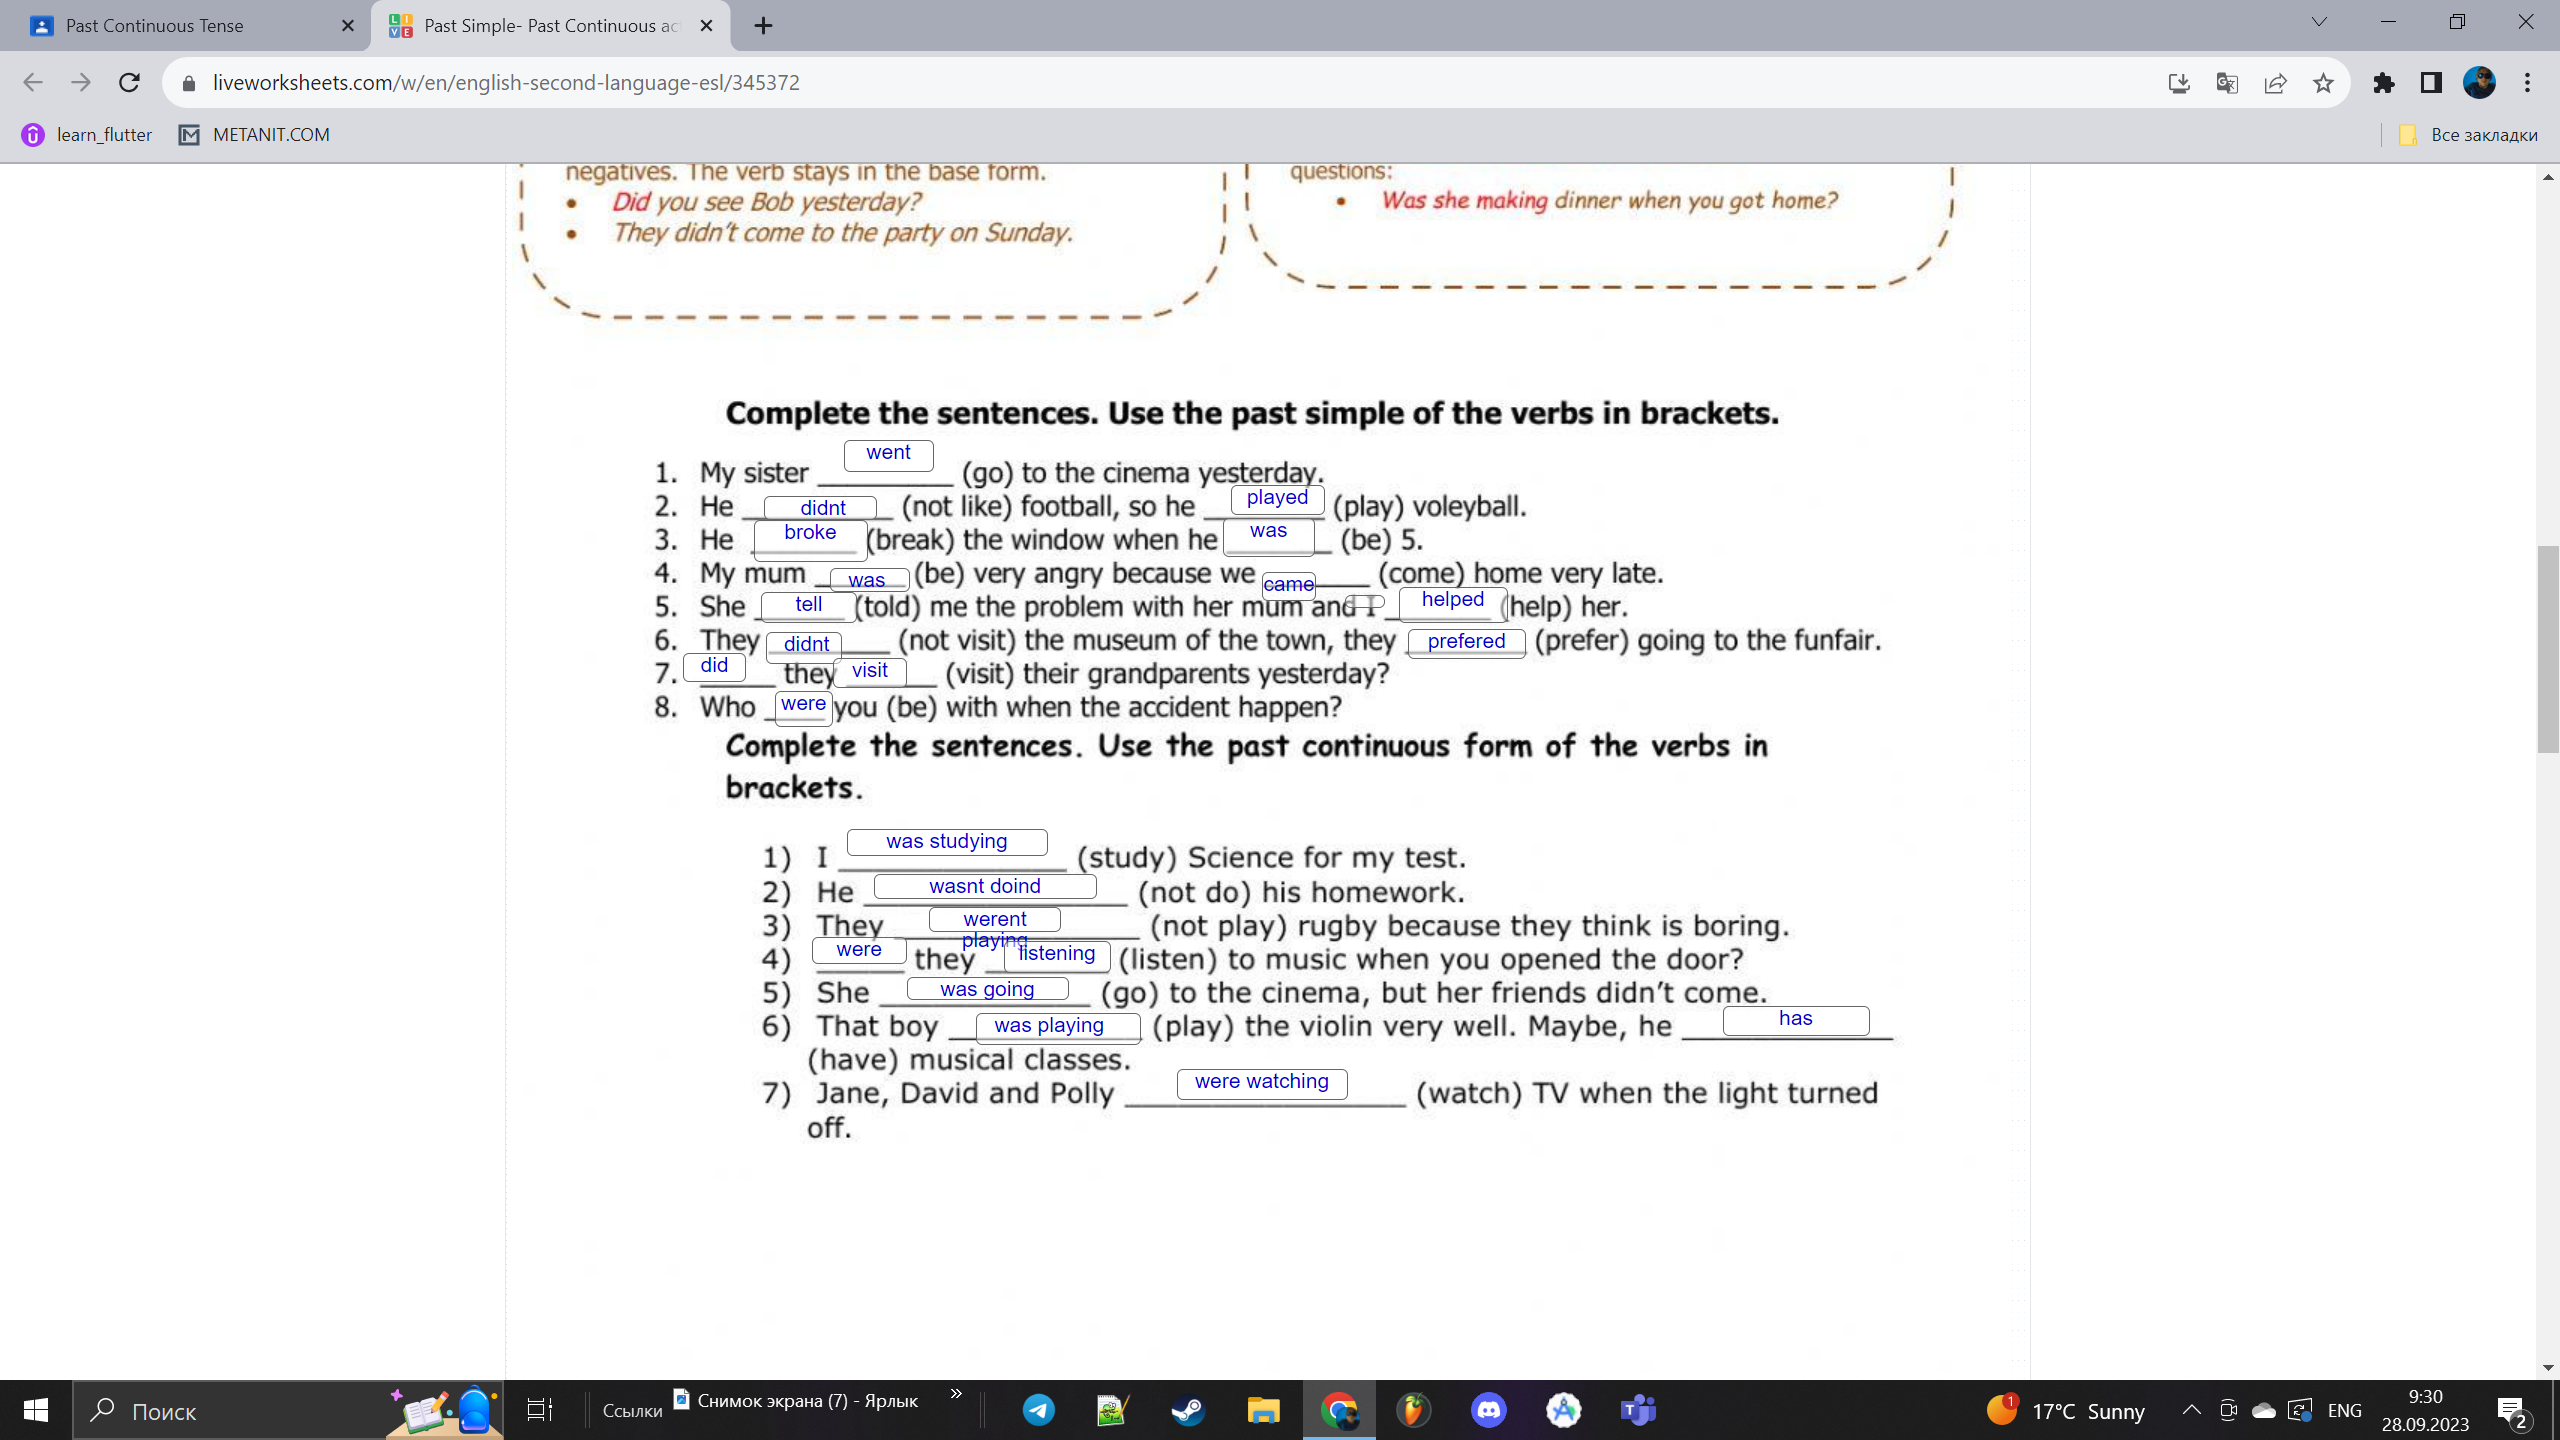 Past Continuous Tense
Past Simple- Past Continuous ac
liveworksheets.com/w/en/english-second-language-esl/345372
learn_flutter METANIT.COM Все закладки
negatives. The verb stays in the base form.
• Did you see Bob yesterday?
• They didn't come to the party on Sunday.
questions:
• Was she making dinner when you got home?
Complete the sentences. Use the past simple of the verbs in brackets.
1. My sister went (go) to the cinema yesterday.
2. He didnt (not like) football, so he played (play) voleyball.
3. He broke (break) the window when he was (be) 5.
4. My mum was (be) very angry because we came (come) home very late.
5. She tell (told) me the problem with her mum and I helped (help) her.
6. They didnt (not visit) the museum of the town, they prefered (prefer) going to the funfair.
7. did they visit (visit) their grandparents yesterday?
8. Who were you (be) with when the accident happen?
Complete the sentences. Use the past continuous form of the verbs in
brackets.
1) I was studying (study) Science for my test.
2) He wasnt doind (not do) his homework.
3) They werent playing (not play) rugby because they think is boring.
4) were they listening (listen) to music when you opened the door?
5) She was going (go) to the cinema, but her friends didn't come.
6) That boy was playing (play) the violin very well. Maybe, he has
(have) musical classes.
7) Jane, David and Polly were watching (watch) TV when the light turned
off.
Поиск
Ссылки
Снимок экрана (7) - Ярлык
1
17°C Sunny
ENG
9:30
28.09.2023
2